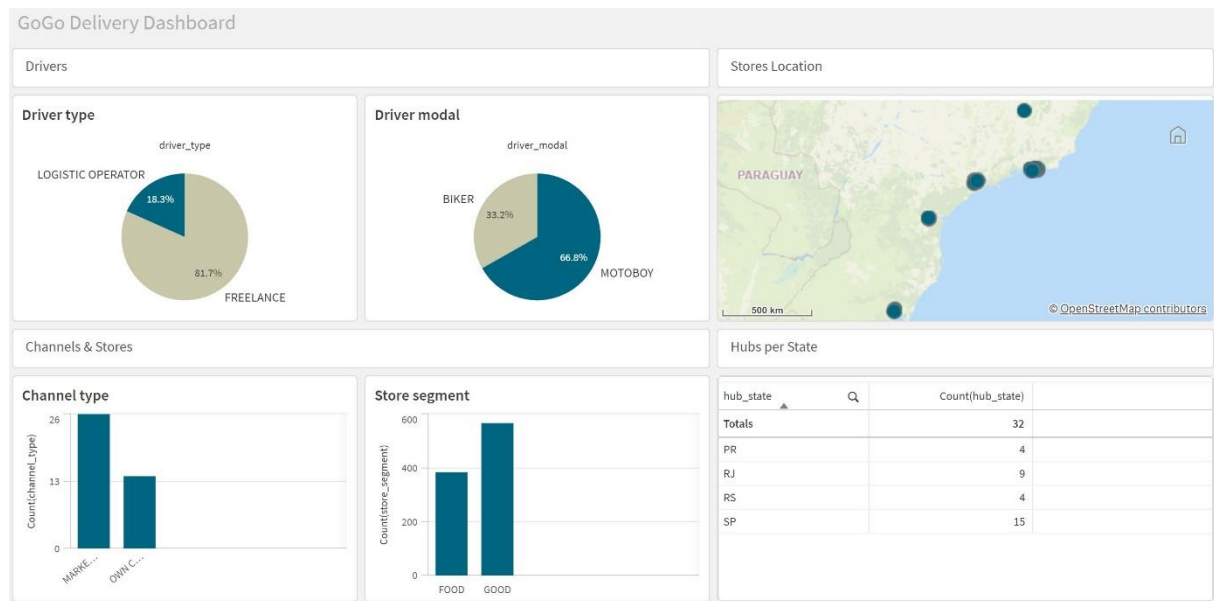 GoGo Delivery Dashboard
Drivers
Stores Location
Driver type
driver_type
LOGISTIC OPERATOR
18.3%
81.7%
FREELANCE
Driver modal
driver_modal
BIKER
33.2%
66.8%
MOTOBOY
PARAGUAY
500 km
© OpenStreetMap contributors
Channels & Stores
Hubs per State
Channel type
Count(channel_type)
26
13
0
MARKE...
OWN C...
Store segment
Count(store_segment)
600
400
200
0
FOOD GOOD
hub_state Count(hub_state)
Totals 32
PR 4
RJ 9
RS 4
SP 15